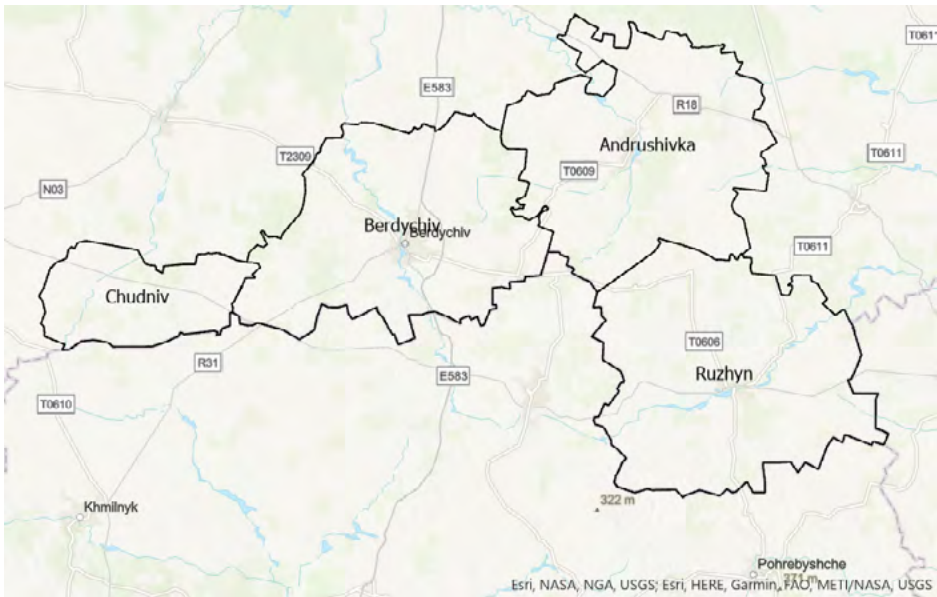 T0611
E583
R18
Andrushivka
T2300
T0611
T0609
N03
Berdychiv
Berdychiv
T0611
Chudniv
T0606
R31
Ruzhyn
E583
T0610
322 m
Khmilnyk
Pohrebyshche
271 m
Esri, NASA, NGA, USGS; Esri, HERE, Garmin, FAO, METI/NASA, USGS